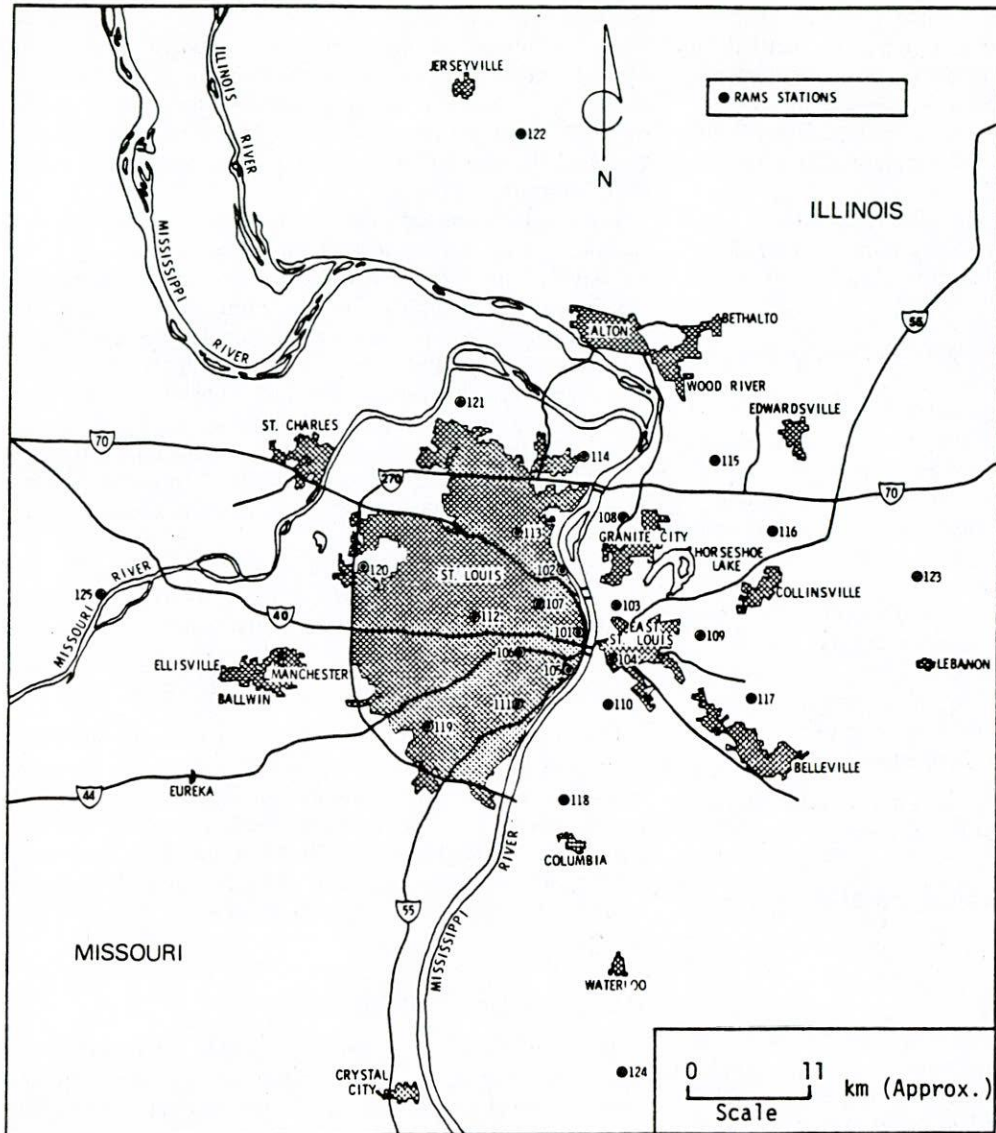 JERSEYVILLE
RAMS STATIONS
ILLINOIS
RIVER
122
N
ILLINOIS
MISSISSIPPI
RIVER
ALTON
BETHALTO
WOOD RIVER
55
121
ST. CHARLES
EDWARDSVILLE
70
114
115
270
70
108
GRANITE CITY
113
116
HORSESHOE
LAKE
120
ST. LOUIS
102
123
125
MISSOURI
RIVER
107
103
COLLINSVILLE
112
40
101
EAST
ST. LOUIS
109
106
104
ELLISVILLE
MANCHESTER
BALLWIN
105
LEBANON
111
110
117
119
BELLEVILLE
44
EUREKA
118
COLUMBIA
RIVER
MISSISSIPPI
55
MISSOURI
WATERLOO
124
CRYSTAL
CITY
0 11
km (Approx.)
Scale